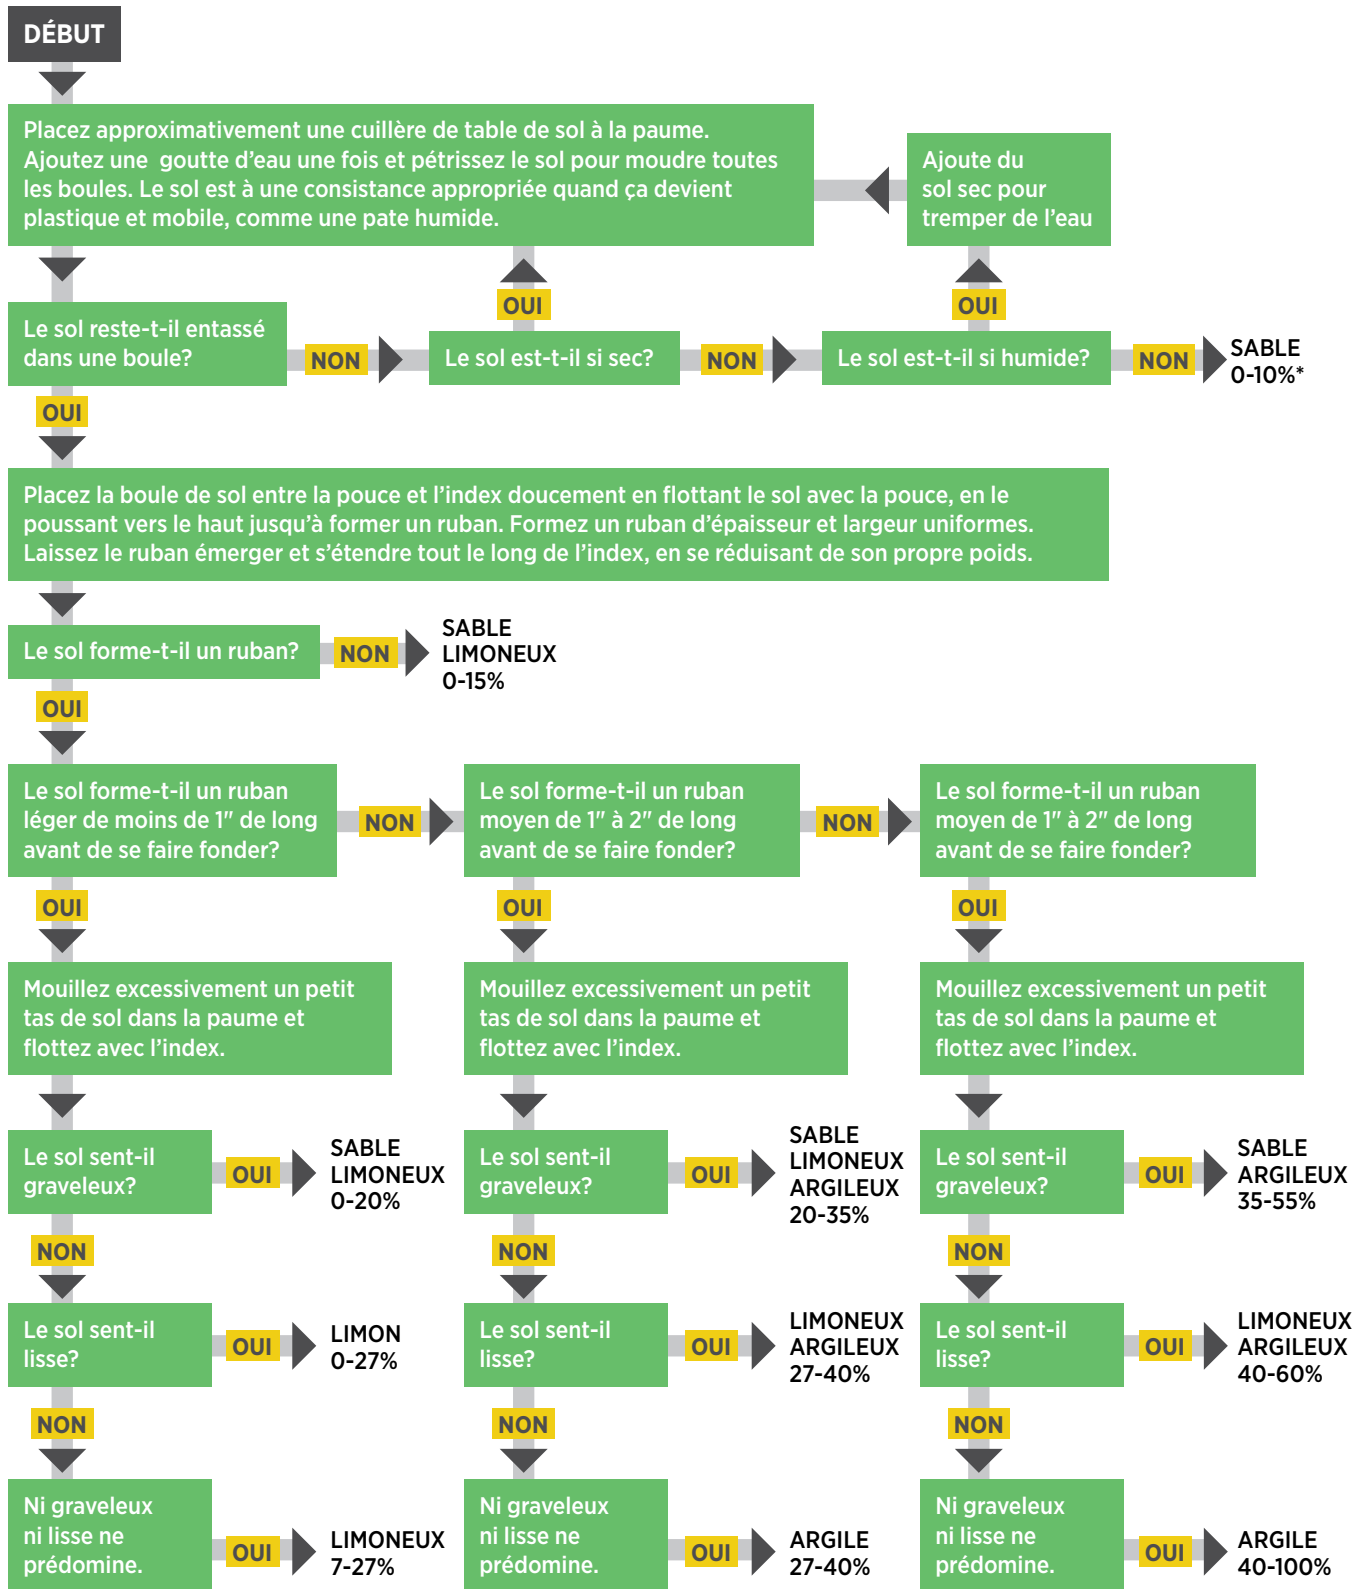 DÉBUT
Placez approximativement une cuillère de table de sol à la paume.
Ajoutez une goutte d'eau une fois et pétrissez le sol pour moudre toutes
les boules. Le sol est à une consistance appropriée quand ça devient
plastique et mobile, comme une pate humide.
Ajoute du
sol sec pour
tremper de l'eau
OUI
OUI
Le sol reste-t-il entassé
dans une boule?
NON
Le sol est-t-il si sec?
NON
Le sol est-t-il si humide?
NON
SABLE
0-10%*
OUI
Placez la boule de sol entre la pouce et l'index doucement en flottant le sol avec la pouce, en le
poussant vers le haut jusqu'à former un ruban. Formez un ruban d'épaisseur et largeur uniformes.
Laissez le ruban émerger et s'étendre tout le long de l'index, en se réduisant de son propre poids.
Le sol forme-t-il un ruban?
NON
SABLE
LIMONEUX
0-15%
OUI
Le sol forme-t-il un ruban
léger de moins de 1" de long
avant de se faire fonder?
NON
Le sol forme-t-il un ruban
moyen de 1" à 2" de long
avant de se faire fonder?
NON
Le sol forme-t-il un ruban
moyen de 1" à 2" de long
avant de se faire fonder?
OUI
OUI
OUI
Mouillez excessivement un petit
tas de sol dans la paume et
flottez avec l'index.
Mouillez excessivement un petit
tas de sol dans la paume et
flottez avec l'index.
Mouillez excessivement un petit
tas de sol dans la paume et
flottez avec l'index.
Le sol sent-il
graveleux?
OUI
SABLE
LIMONEUX
0-20%
Le sol sent-il
graveleux?
OUI
SABLE
LIMONEUX
ARGILEUX
20-35%
Le sol sent-il
graveleux?
OUI
SABLE
ARGILEUX
35-55%
NON
NON
NON
Le sol sent-il
lisse?
OUI
LIMON
0-27%
Le sol sent-il
lisse?
OUI
LIMONEUX
ARGILEUX
27-40%
Le sol sent-il
lisse?
OUI
LIMONEUX
ARGILEUX
40-60%
NON
NON
NON
Ni graveleux
ni lisse ne
prédomine.
OUI
LIMONEUX
7-27%
Ni graveleux
ni lisse ne
prédomine.
OUI
ARGILE
27-40%
Ni graveleux
ni lisse ne
prédomine.
OUI
ARGILE
40-100%